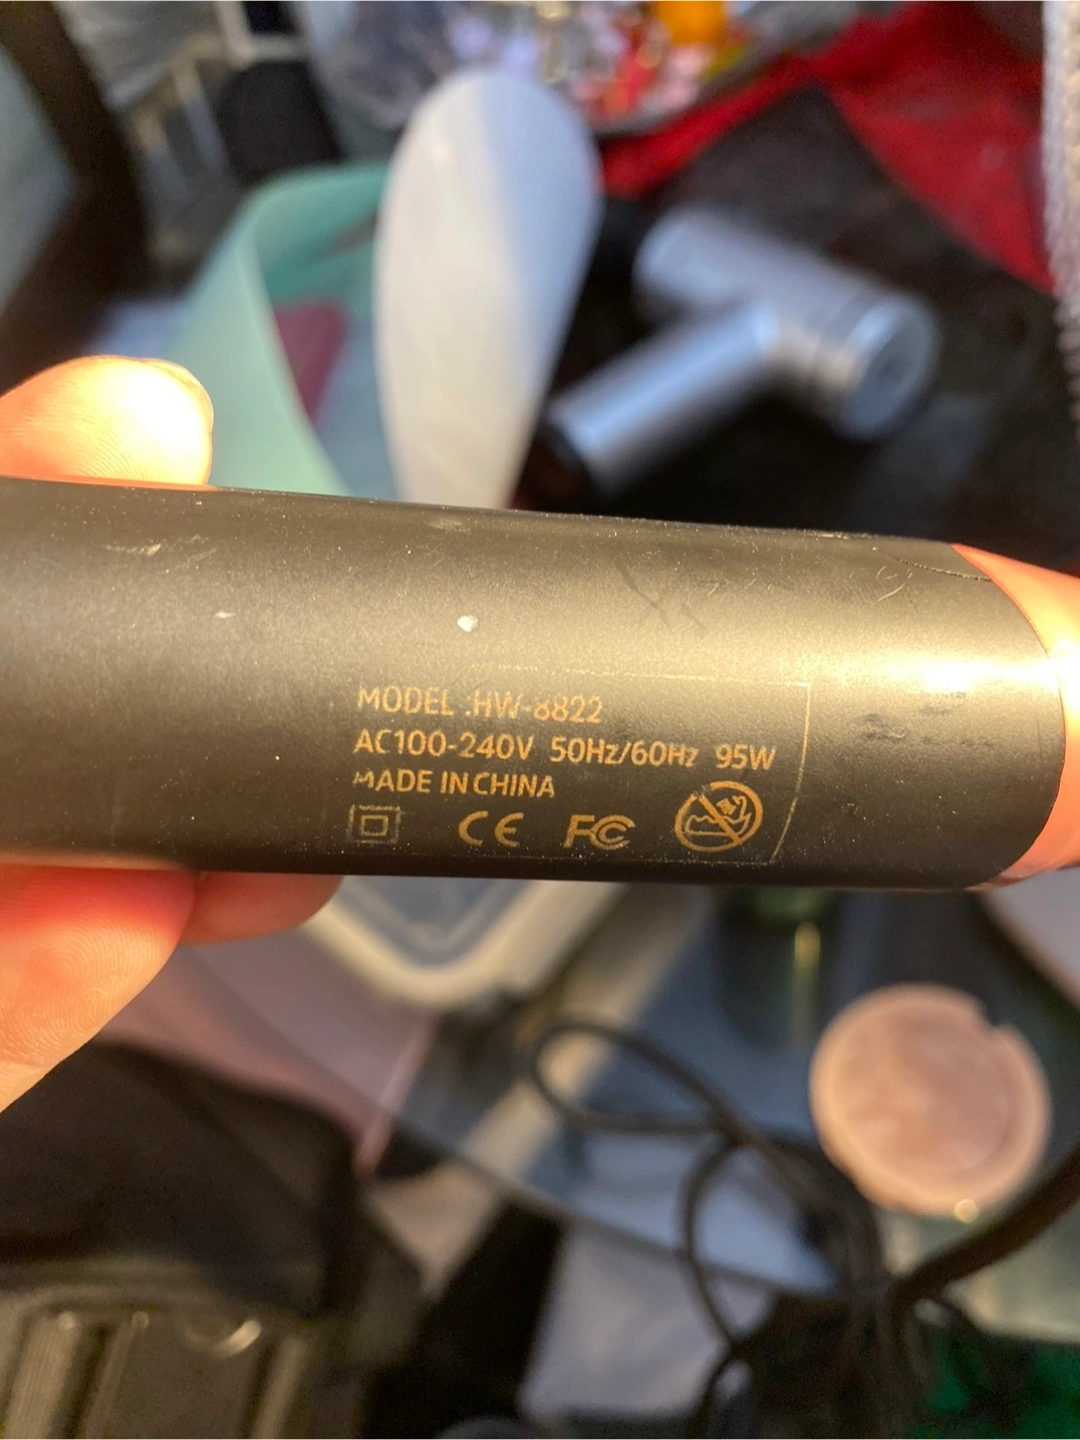 MODEL :HW-8822
AC100-240V 50Hz/60Hz 95W
MADE IN CHINA
CE FC